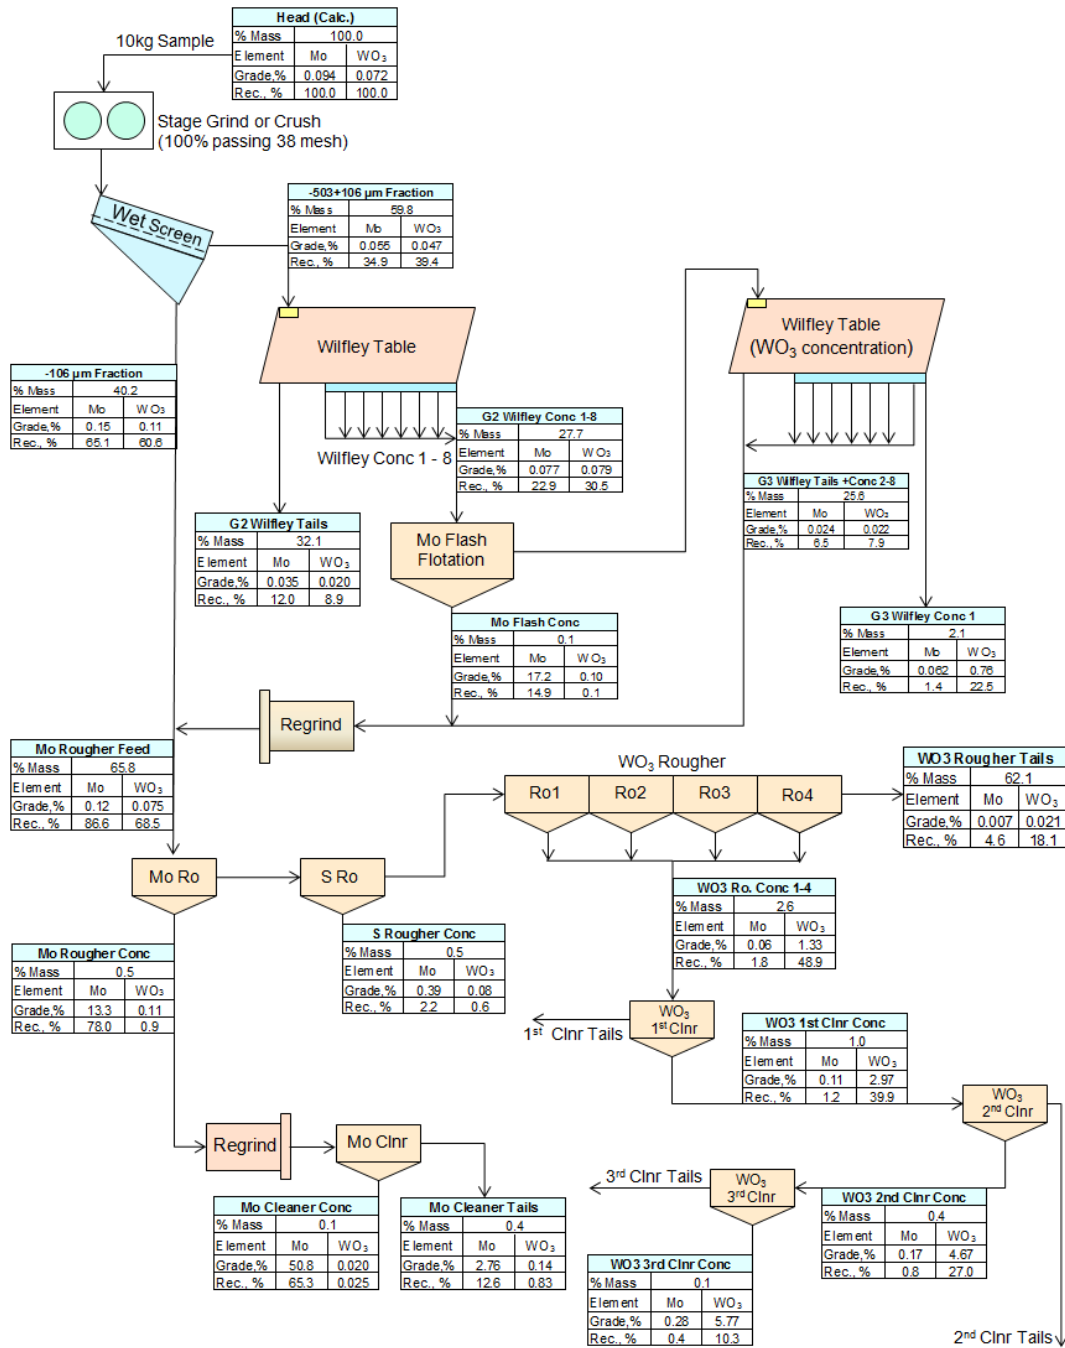 Head (Calc.)
% Mass 100.0
Element Mo WO₃
Grade,% 0.094 0.072
Rec., % 100.0 100.0
10kg Sample
Stage Grind or Crush
(100% passing 38 mesh)
Wet Screen
-503+106 µm Fraction
% Mass 59.8
Element Mo WO₃
Grade,% 0.055 0.047
Rec., % 34.9 39.4
Wilfley Table
Wilfley Table
(WO₃ concentration)
-106 µm Fraction
% Mass 40.2
Element Mo WO₃
Grade,% 0.15 0.11
Rec., % 65.1 60.6
Wilfley Conc 1 - 8
G2 Wilfley Conc 1-8
% Mass 27.7
Element Mo WO₃
Grade,% 0.077 0.079
Rec., % 22.9 30.5
G3 Wilfley Tails +Conc 2-8
% Mass 25.6
Element Mo WO₃
Grade,% 0.024 0.022
Rec., % 6.5 7.9
G2 Wilfley Tails
% Mass 32.1
Element Mo WO₃
Grade,% 0.035 0.020
Rec., % 12.0 8.9
Mo Flash
Flotation
Mo Flash Conc
% Mass 0.1
Element Mo WO₃
Grade,% 17.2 0.10
Rec., % 14.9 0.1
G3 Wilfley Conc 1
% Mass 2.1
Element Mo WO₃
Grade,% 0.062 0.76
Rec., % 1.4 22.5
Regrind
Mo Rougher Feed
% Mass 65.8
Element Mo WO₃
Grade,% 0.12 0.075
Rec., % 86.6 68.5
WO₃ Rougher
Ro1 Ro2 Ro3 Ro4
WO3 Rougher Tails
% Mass 62.1
Element Mo WO₃
Grade,% 0.007 0.021
Rec., % 4.6 18.1
Mo Ro
S Ro
WO3 Ro. Conc 1-4
% Mass 2.6
Element Mo WO₃
Grade,% 0.06 1.33
Rec., % 1.8 48.9
Mo Rougher Conc
% Mass 0.5
Element Mo WO₃
Grade,% 13.3 0.11
Rec., % 78.0 0.9
S Rougher Conc
% Mass 0.5
Element Mo WO₃
Grade,% 0.39 0.08
Rec., % 2.2 0.6
1ˢᵗ Clnr Tails
WO₃
1ˢᵗ Clnr
WO3 1st Clnr Conc
% Mass 1.0
Element Mo WO₃
Grade,% 0.11 2.97
Rec., % 1.2 39.9
WO₃
2ⁿᵈ Clnr
Regrind
Mo Clnr
3ʳᵈ Clnr Tails
WO₃
3ʳᵈ Clnr
WO3 2nd Clnr Conc
% Mass 0.4
Element Mo WO₃
Grade,% 0.17 4.67
Rec., % 0.8 27.0
Mo Cleaner Conc
% Mass 0.1
Element Mo WO₃
Grade,% 50.8 0.020
Rec., % 65.3 0.025
Mo Cleaner Tails
% Mass 0.4
Element Mo WO₃
Grade,% 2.76 0.14
Rec., % 12.6 0.83
WO3 3rd Clnr Conc
% Mass 0.1
Element Mo WO₃
Grade,% 0.28 5.77
Rec., % 0.4 10.3
2ⁿᵈ Clnr Tails